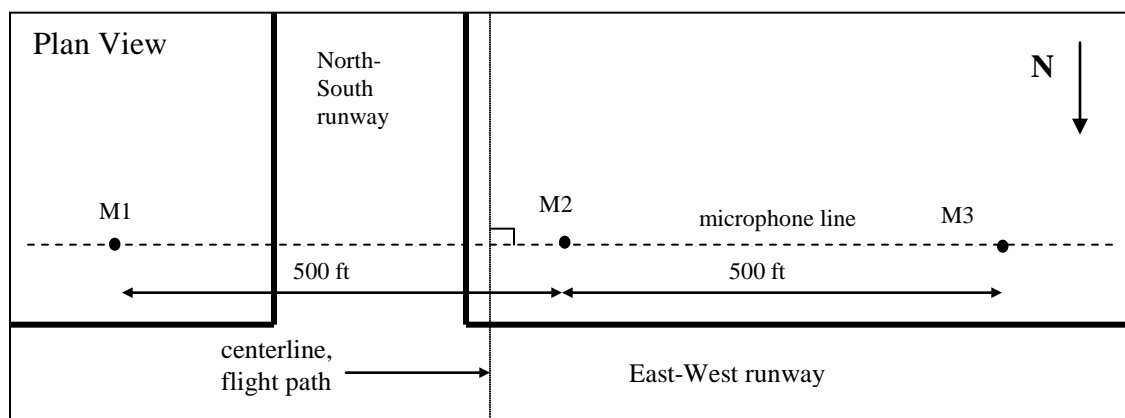 Plan View
North-
South
runway
N
M1
M2
microphone line
M3
500 ft
500 ft
centerline,
flight path
East-West runway